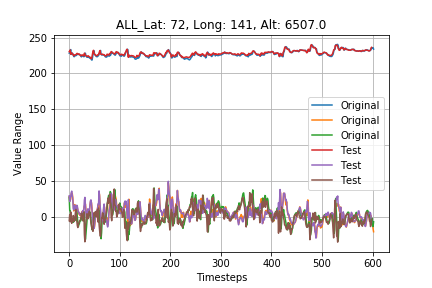 ALL_Lat: 72, Long: 141, Alt: 6507.0
250
200
150
100
50
0
Value Range
Original
Original
Original
Test
Test
Test
0 100 200 300 400 500 600
Timesteps